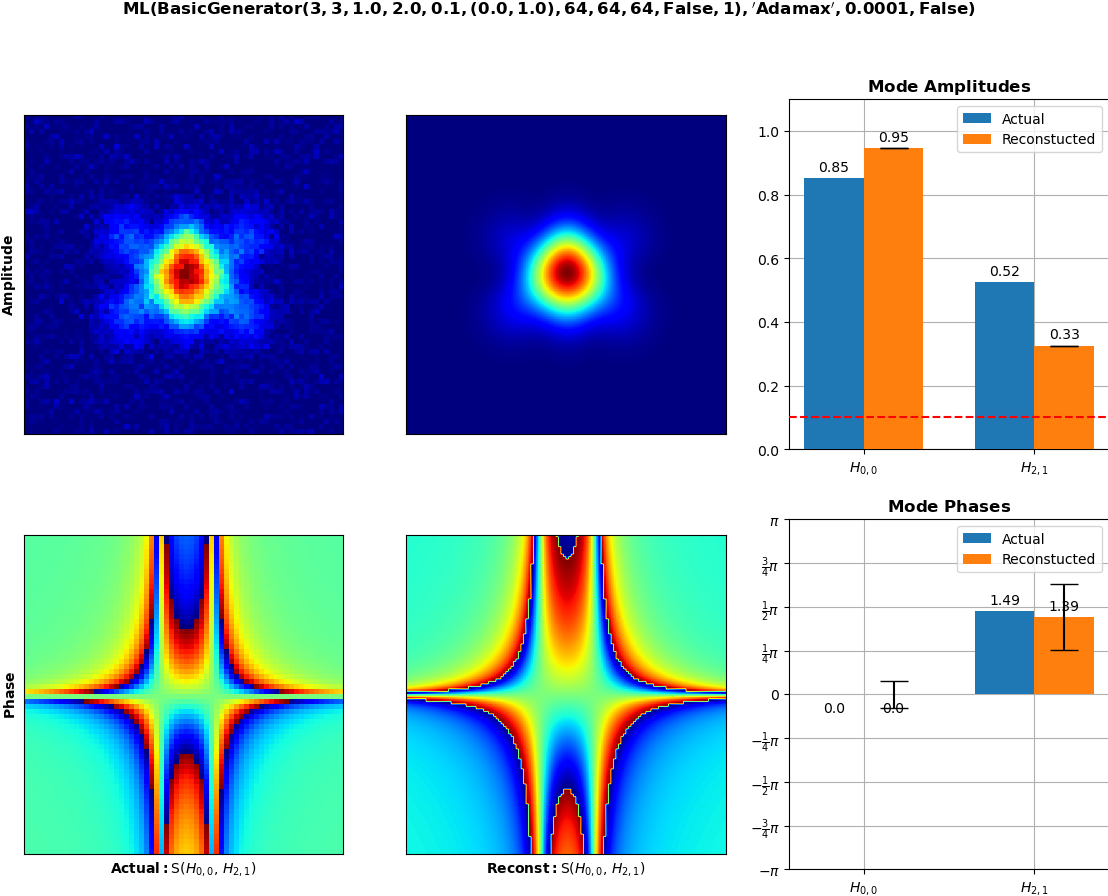 ML(BasicGenerator(3, 3, 1.0, 2.0, 0.1, (0.0, 1.0), 64, 64, 64, False, 1), ′Adamax′, 0.0001, False)
Amplitude
Mode Amplitudes
Actual
Reconstucted
1.0
0.8
0.6
0.4
0.2
0.0
0.85
0.95
0.52
0.33
H0, 0
H2, 1
Phase
Actual: S(H0, 0, H2, 1)
Reconst: S(H0, 0, H2, 1)
Mode Phases
Actual
Reconstucted
π
3/4π
1/2π
1/4π
0
−1/4π
−1/2π
−3/4π
−π
0.0
0.0
1.49
1.39
H0, 0
H2, 1